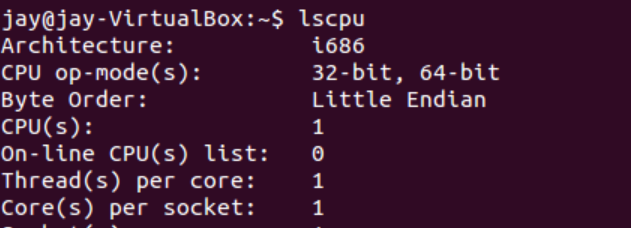 jay@jay-VirtualBox:~$ lscpu
Architecture: i686
CPU op-mode(s): 32-bit, 64-bit
Byte Order: Little Endian
CPU(s): 1
On-line CPU(s) list: 0
Thread(s) per core: 1
Core(s) per socket: 1